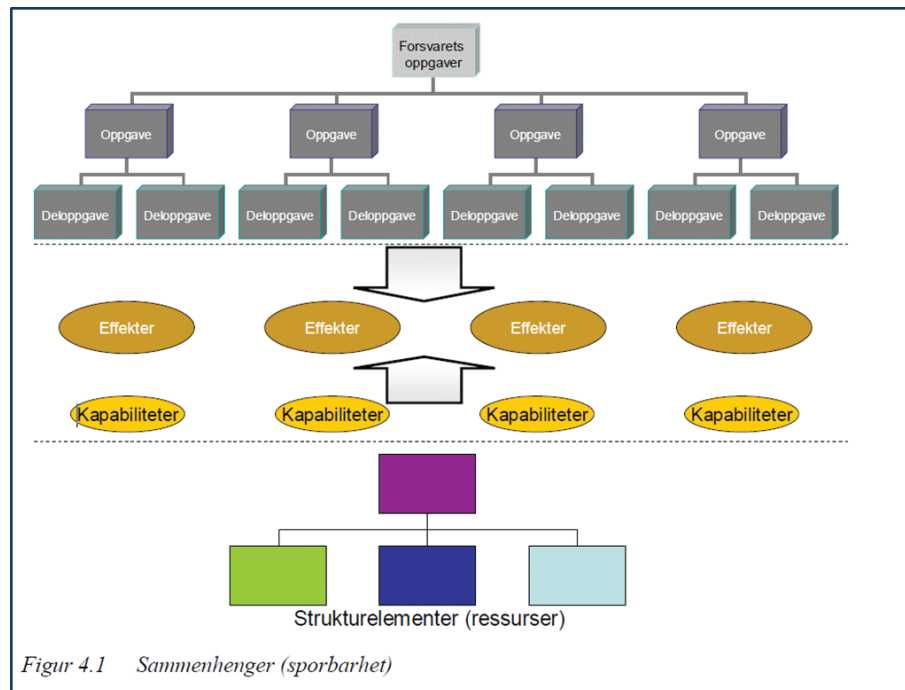 Forsvarets
oppgaver
Oppgave Oppgave Oppgave Oppgave
Deloppgave Deloppgave Deloppgave Deloppgave Deloppgave Deloppgave Deloppgave Deloppgave
Effekter Effekter Effekter Effekter
Kapabiliteter Kapabiliteter Kapabiliteter Kapabiliteter
Strukturelementer (ressurser)
Figur 4.1 Sammenhenger (sporbarhet)